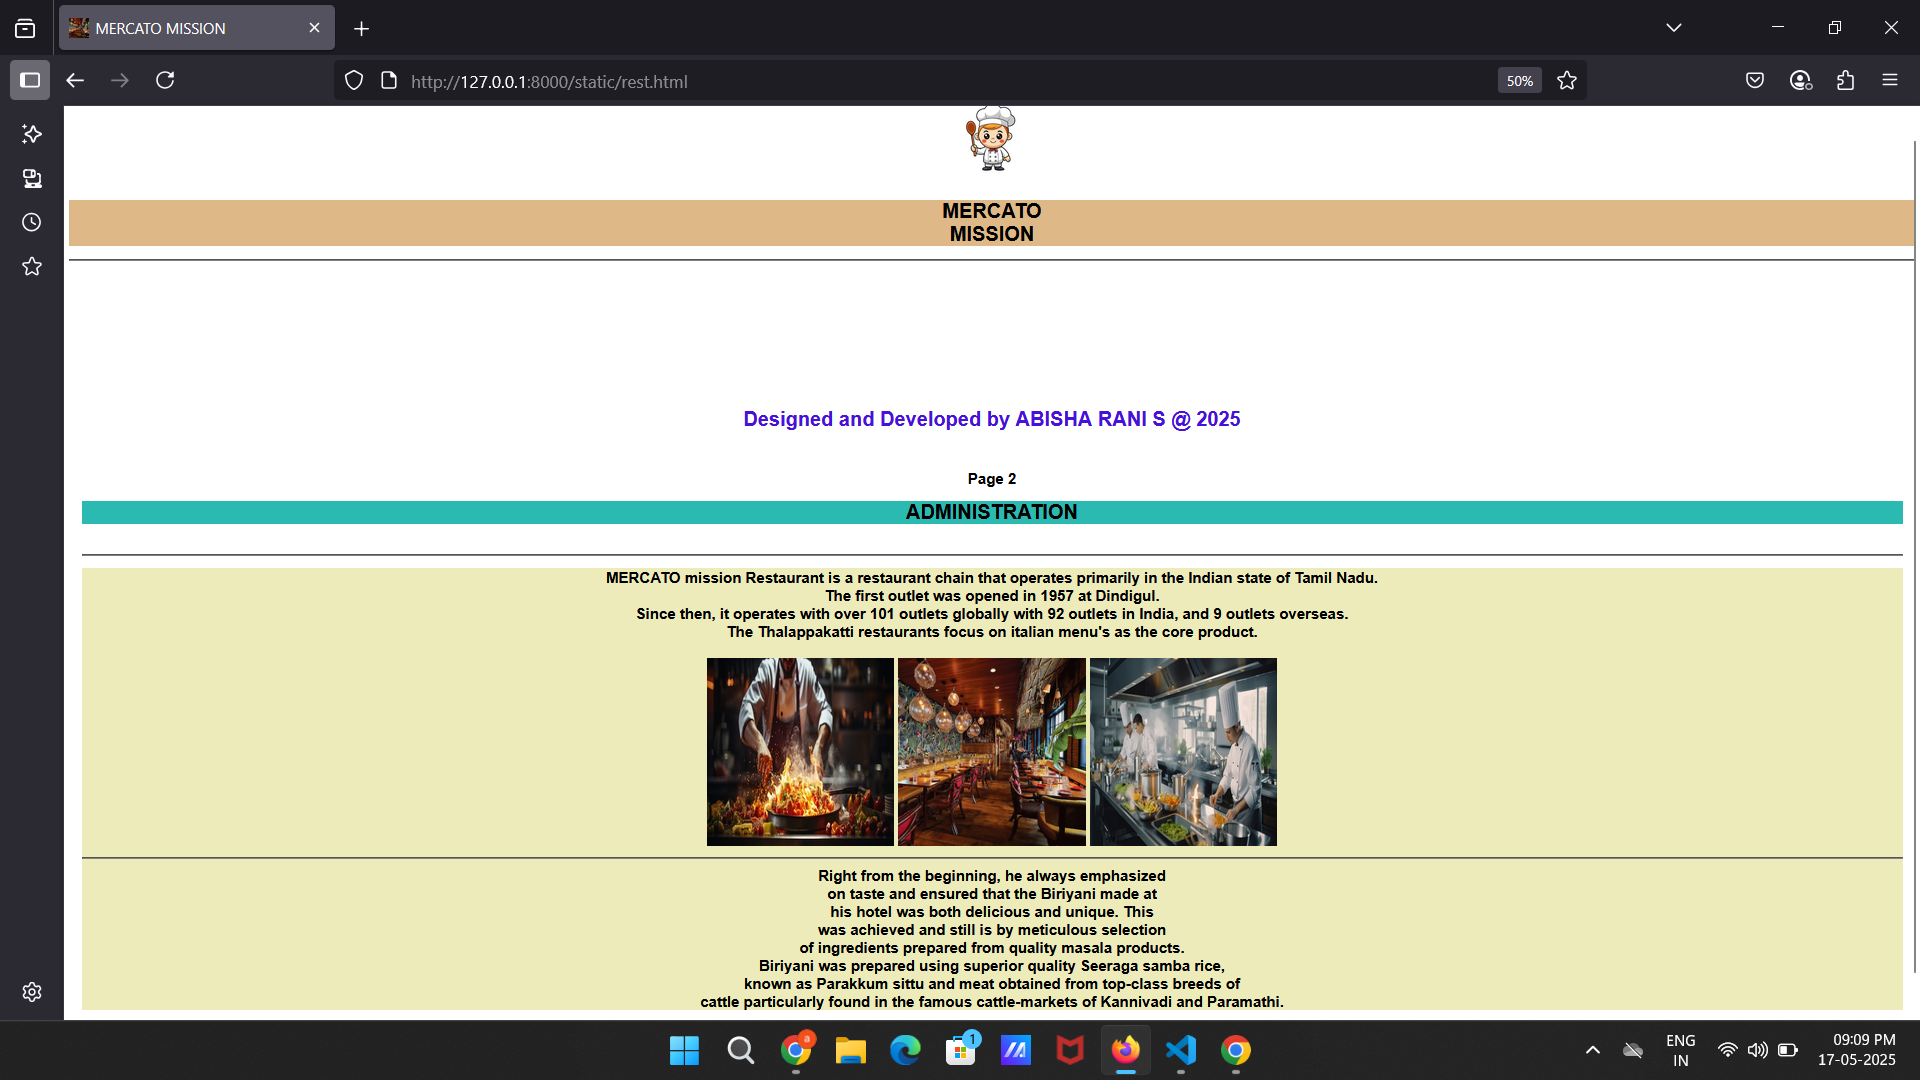 MERCATO MISSION
http://127.0.0.1:8000/static/rest.html
50%
MERCATO
MISSION
Designed and Developed by ABISHA RANI S @ 2025
Page 2
ADMINISTRATION
MERCATO mission Restaurant is a restaurant chain that operates primarily in the Indian state of Tamil Nadu.
The first outlet was opened in 1957 at Dindigul.
Since then, it operates with over 101 outlets globally with 92 outlets in India, and 9 outlets overseas.
The Thalappakatti restaurants focus on italian menu's as the core product.
Right from the beginning, he always emphasized
on taste and ensured that the Biriyani made at
his hotel was both delicious and unique. This
was achieved and still is by meticulous selection
of ingredients prepared from quality masala products.
Biriyani was prepared using superior quality Seeraga samba rice,
known as Parakkum sittu and meat obtained from top-class breeds of
cattle particularly found in the famous cattle-markets of Kannivadi and Paramathi.
a
1
ENG
IN
09:09 PM
17-05-2025